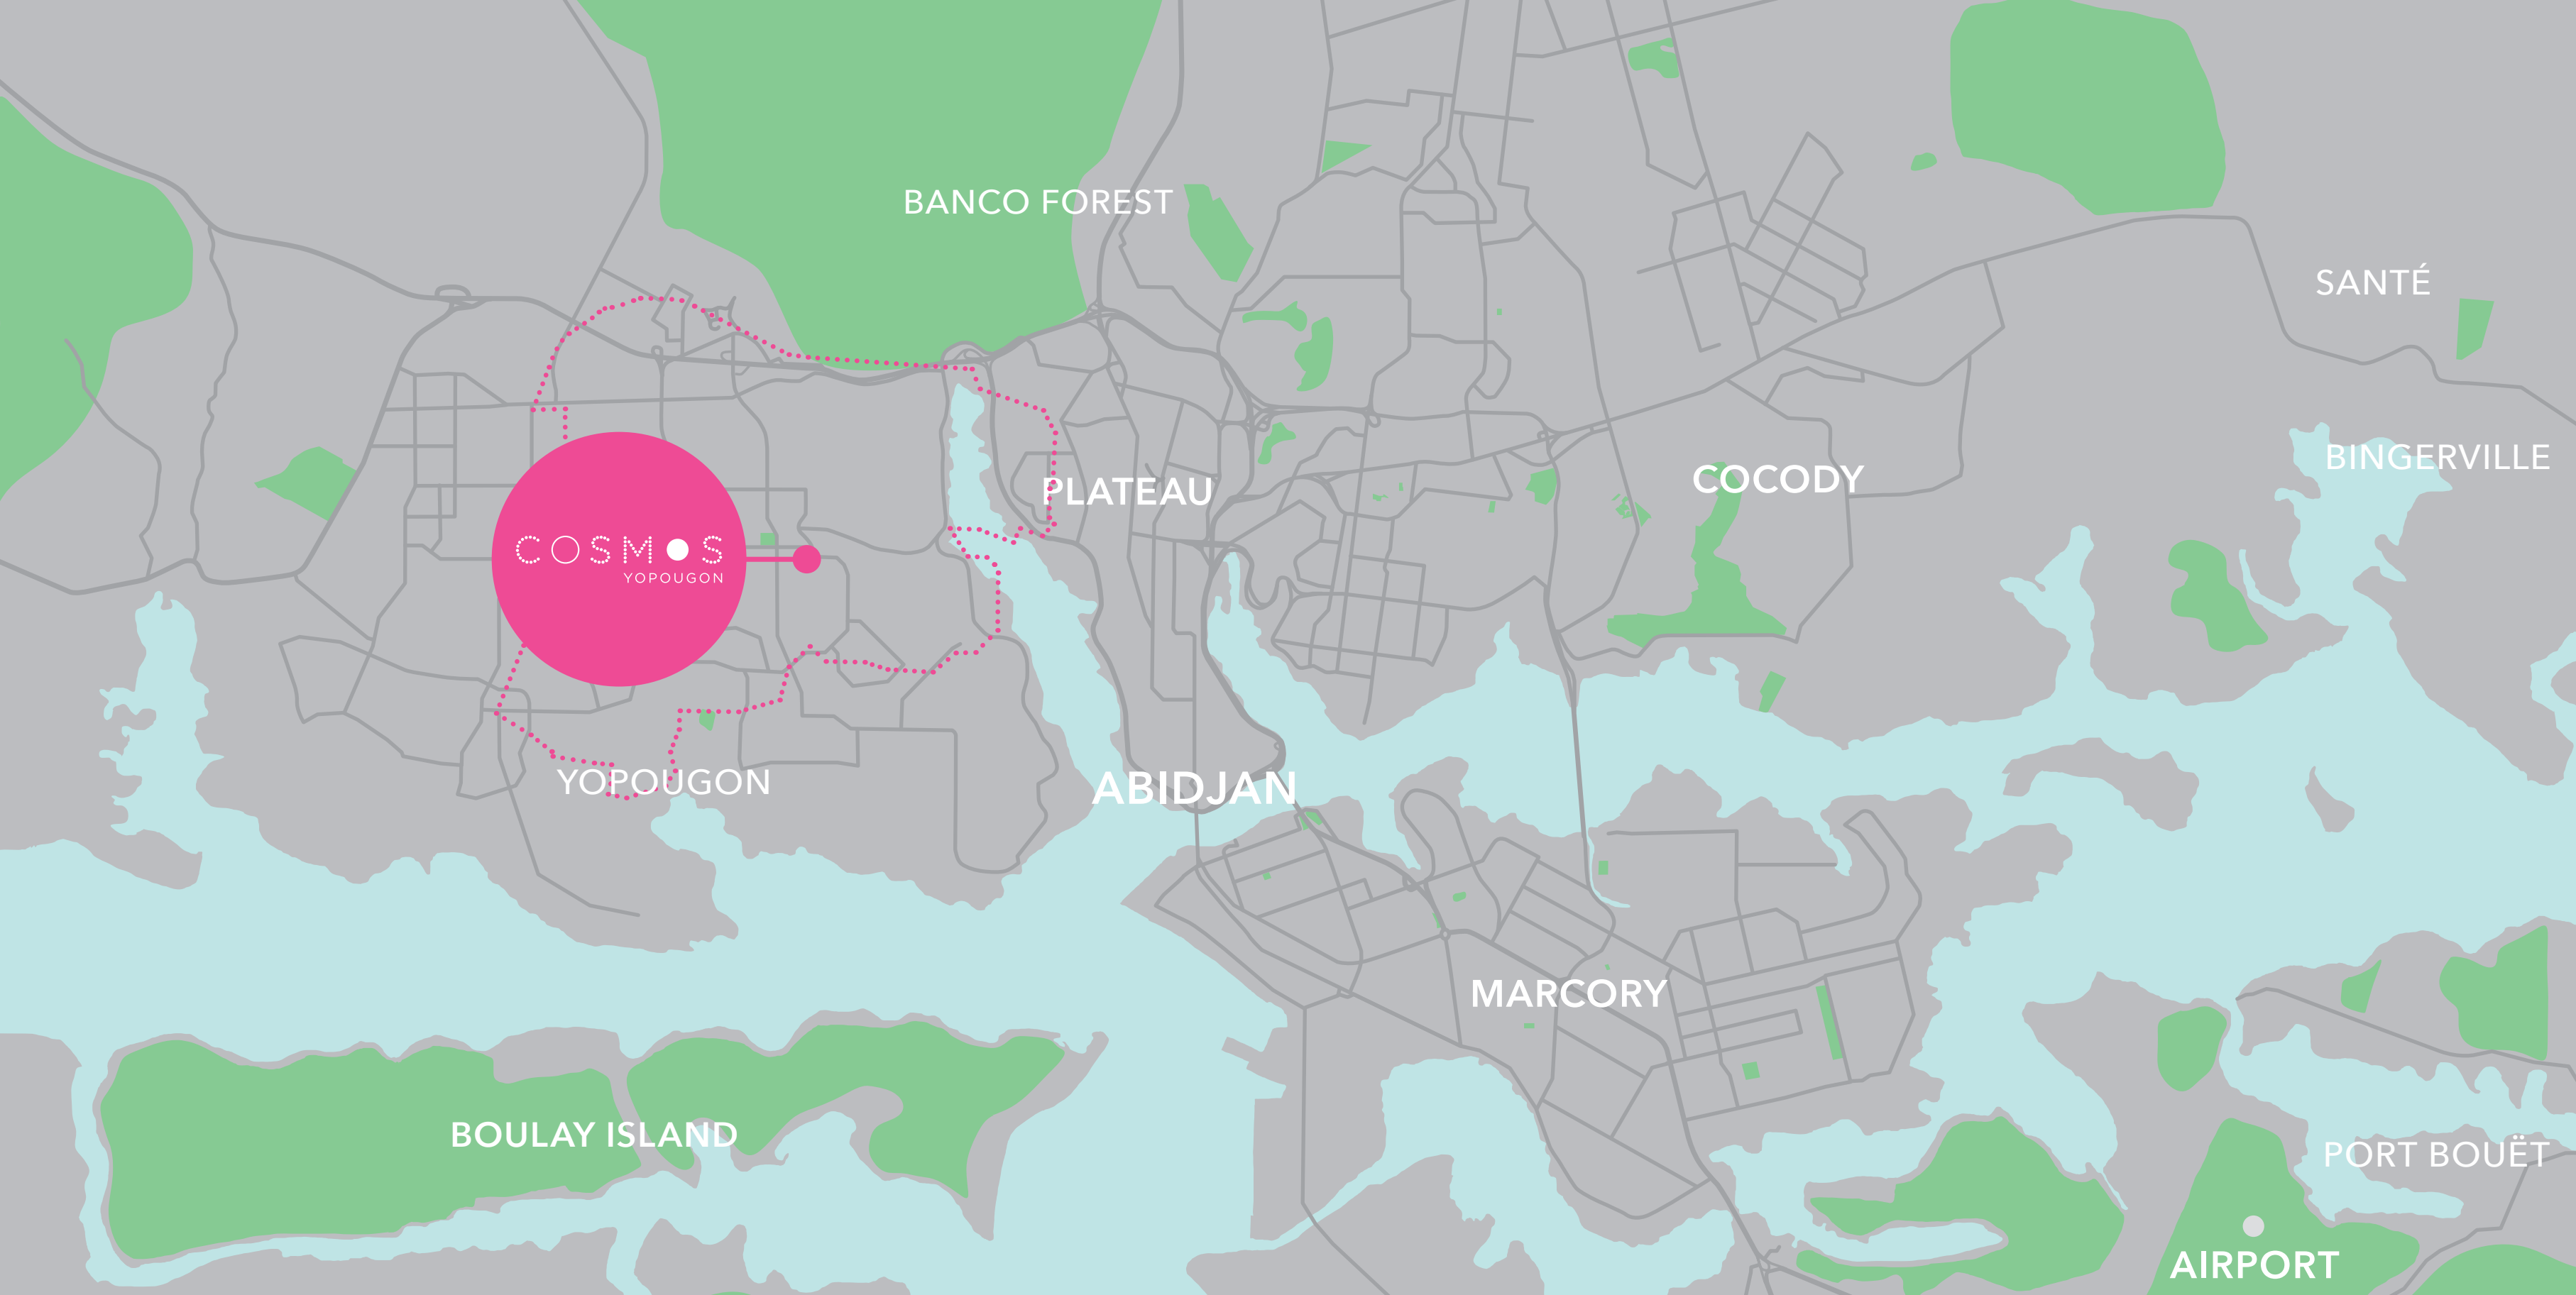 BANCO FOREST
SANTÉ
BINGERVILLE
COCODY
PLATEAU
COSMOS
YOPOUGON
YOPOUGON
ABIDJAN
MARCORY
BOULAY ISLAND
PORT BOUËT
AIRPORT